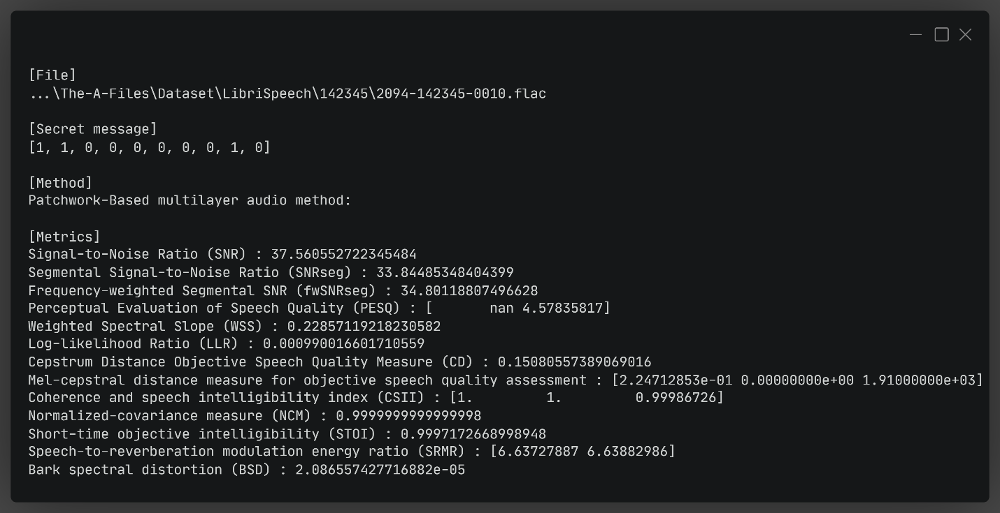 [File]
...\The-A-Files\Dataset\LibriSpeech\142345\2094-142345-0010.flac
[Secret message]
[1, 1, 0, 0, 0, 0, 0, 0, 1, 0]
[Method]
Patchwork-Based multilayer audio method:
[Metrics]
Signal-to-Noise Ratio (SNR) : 37.560552722345484
Segmental Signal-to-Noise Ratio (SNRseg) : 33.84485348404399
Frequency-weighted Segmental SNR (fwSNRseg) : 34.80118807496628
Perceptual Evaluation of Speech Quality (PESQ) : [       nan 4.57835817]
Weighted Spectral Slope (WSS) : 0.22857119218230582
Log-likelihood Ratio (LLR) : 0.000990016601710559
Cepstrum Distance Objective Speech Quality Measure (CD) : 0.15080557389069016
Mel-cepstral distance measure for objective speech quality assessment : [2.24712853e-01 0.00000000e+00 1.91000000e+03]
Coherence and speech intelligibility index (CSII) : [1.         1.         0.99986726]
Normalized-covariance measure (NCM) : 0.9999999999999998
Short-time objective intelligibility (STOI) : 0.9997172668998948
Speech-to-reverberation modulation energy ratio (SRMR) : [6.63727887 6.63882986]
Bark spectral distortion (BSD) : 2.086557427716882e-05